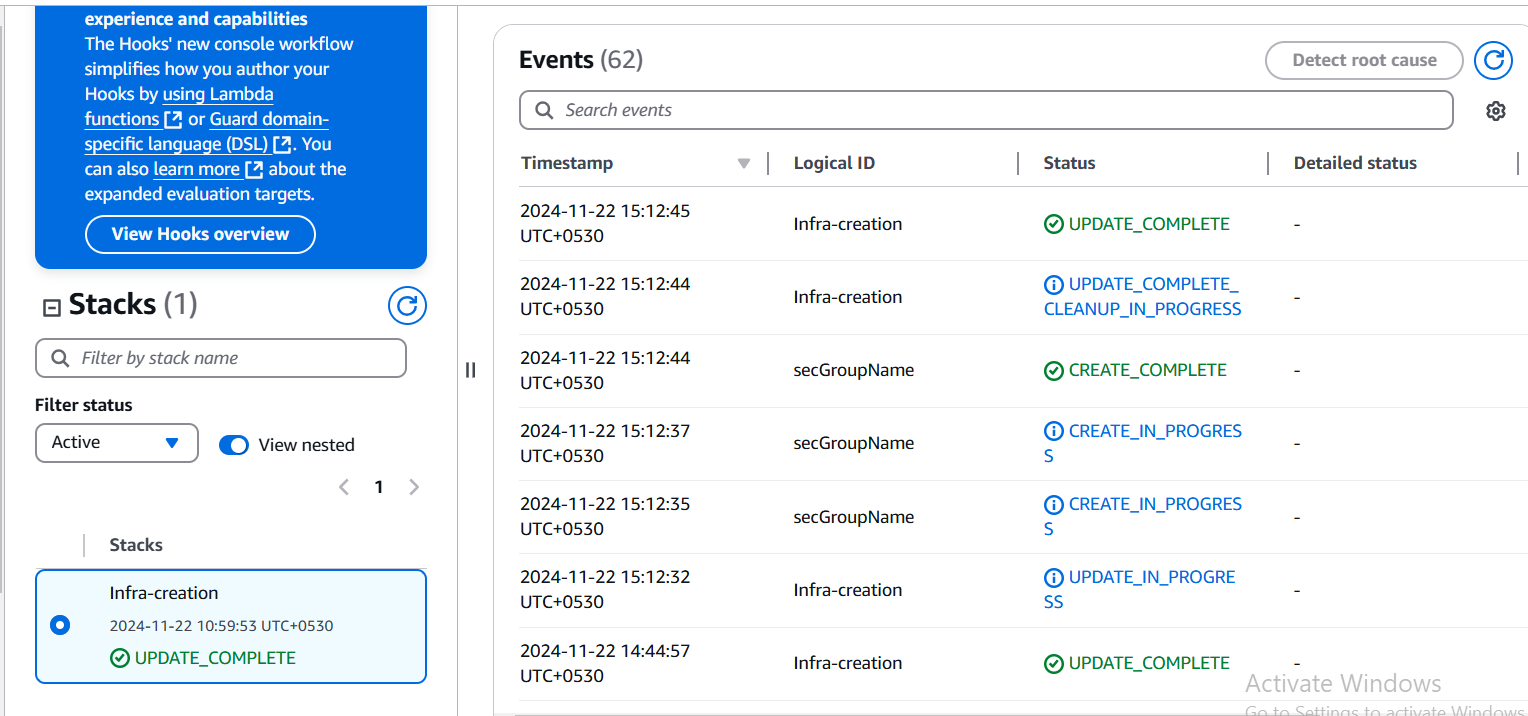 experience and capabilities
The Hooks' new console workflow
simplifies how you author your
Hooks by using Lambda
functions or Guard domain-
specific language (DSL). You
can also learn more about the
expanded evaluation targets.
View Hooks overview
Stacks (1)
Filter by stack name
Filter status
Active
View nested
1
Stacks
Infra-creation
2024-11-22 10:59:53 UTC+0530
UPDATE_COMPLETE
Events (62)
Detect root cause
Search events
Timestamp Logical ID Status Detailed status
2024-11-22 15:12:45
UTC+0530
Infra-creation
UPDATE_COMPLETE
-
2024-11-22 15:12:44
UTC+0530
Infra-creation
UPDATE_COMPLETE_
CLEANUP_IN_PROGRESS
-
2024-11-22 15:12:44
UTC+0530
secGroupName
CREATE_COMPLETE
-
2024-11-22 15:12:37
UTC+0530
secGroupName
CREATE_IN_PROGRES
S
-
2024-11-22 15:12:35
UTC+0530
secGroupName
CREATE_IN_PROGRES
S
-
2024-11-22 15:12:32
UTC+0530
Infra-creation
UPDATE_IN_PROGRE
SS
-
2024-11-22 14:44:57
UTC+0530
Infra-creation
UPDATE_COMPLETE
-
Activate Windows
Go to Settings to activate Windows